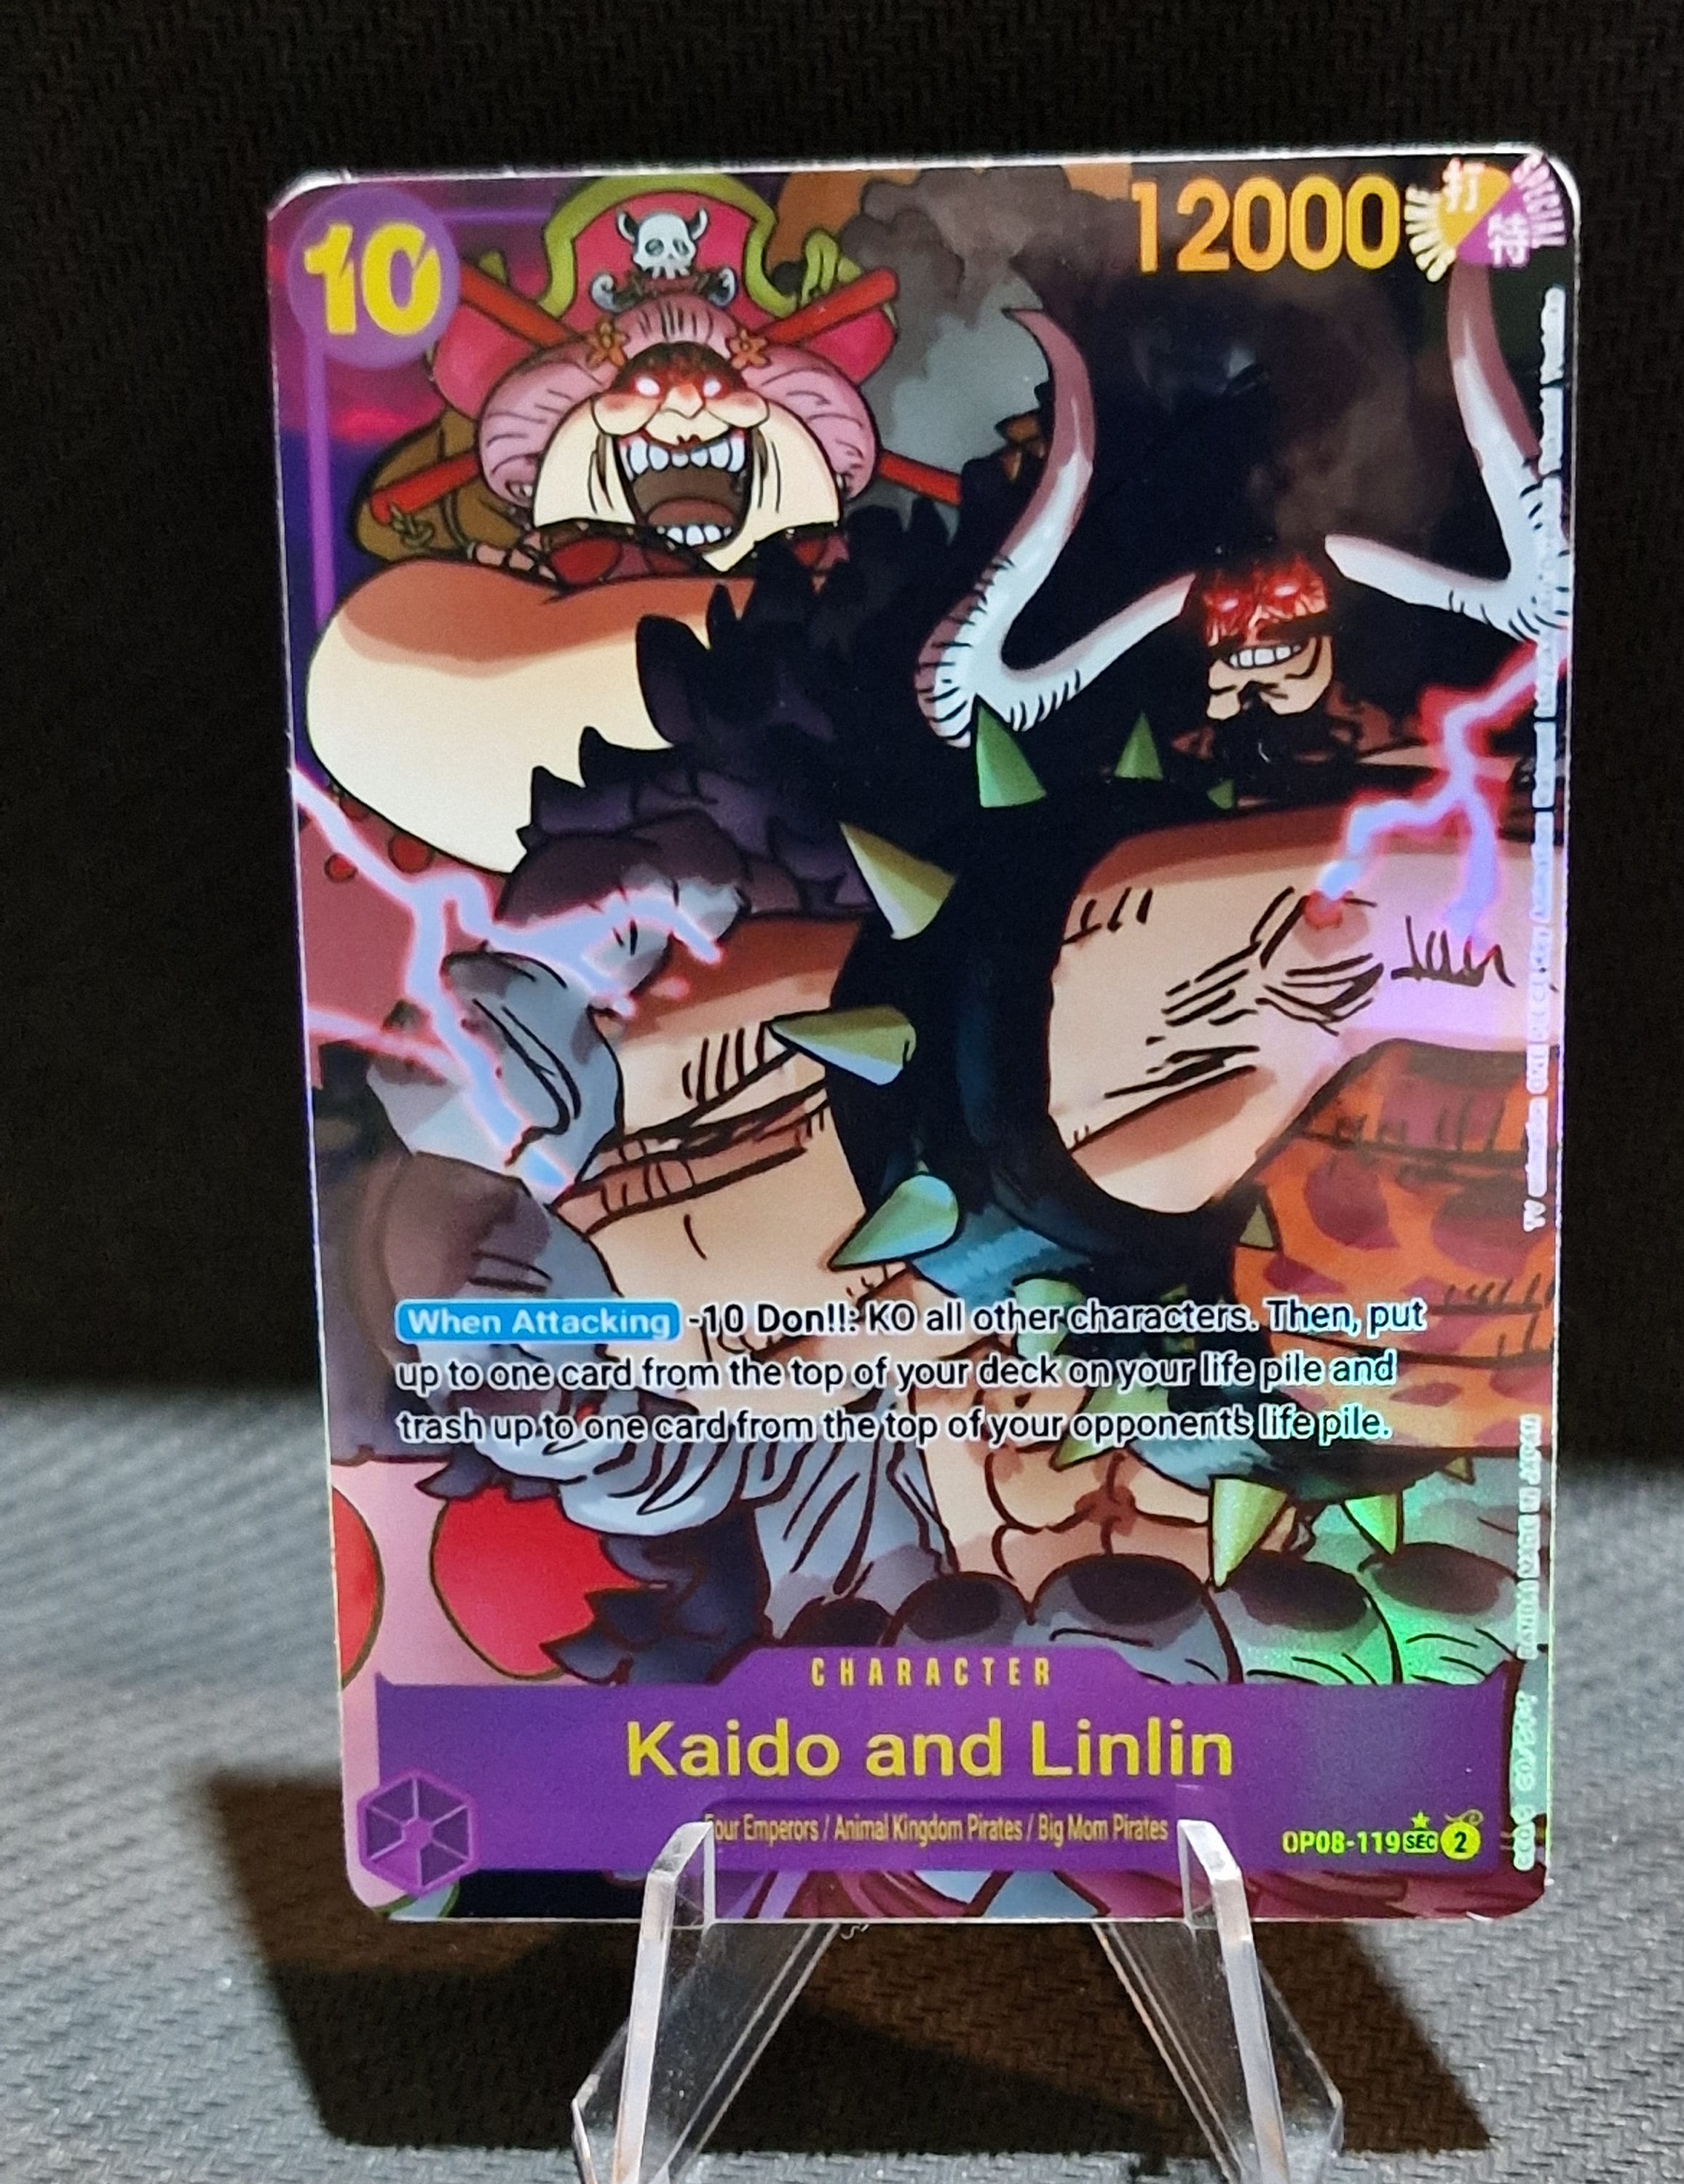 10
12000
打
特
SPECIAL
When Attacking -10 Don!!: KO all other characters. Then, put
up to one card from the top of your deck on your life pile and
trash up to one card from the top of your opponent's life pile.
CHARACTER
Kaido and Linlin
Four Emperors / Animal Kingdom Pirates / Big Mom Pirates
OP08-119 SEC 2